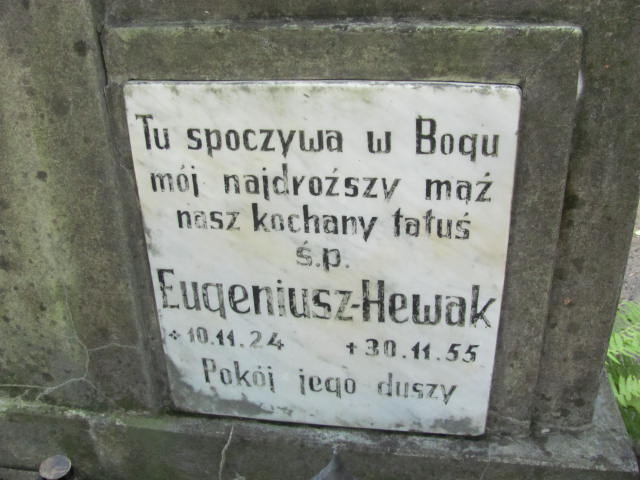 Tu spoczywa w Bogu
mój najdroższy mąż
nasz kochany tatuś
ś.p.
Eugeniusz-Hewak
+ 10.11.24 + 30.11.55
Pokój jego duszy